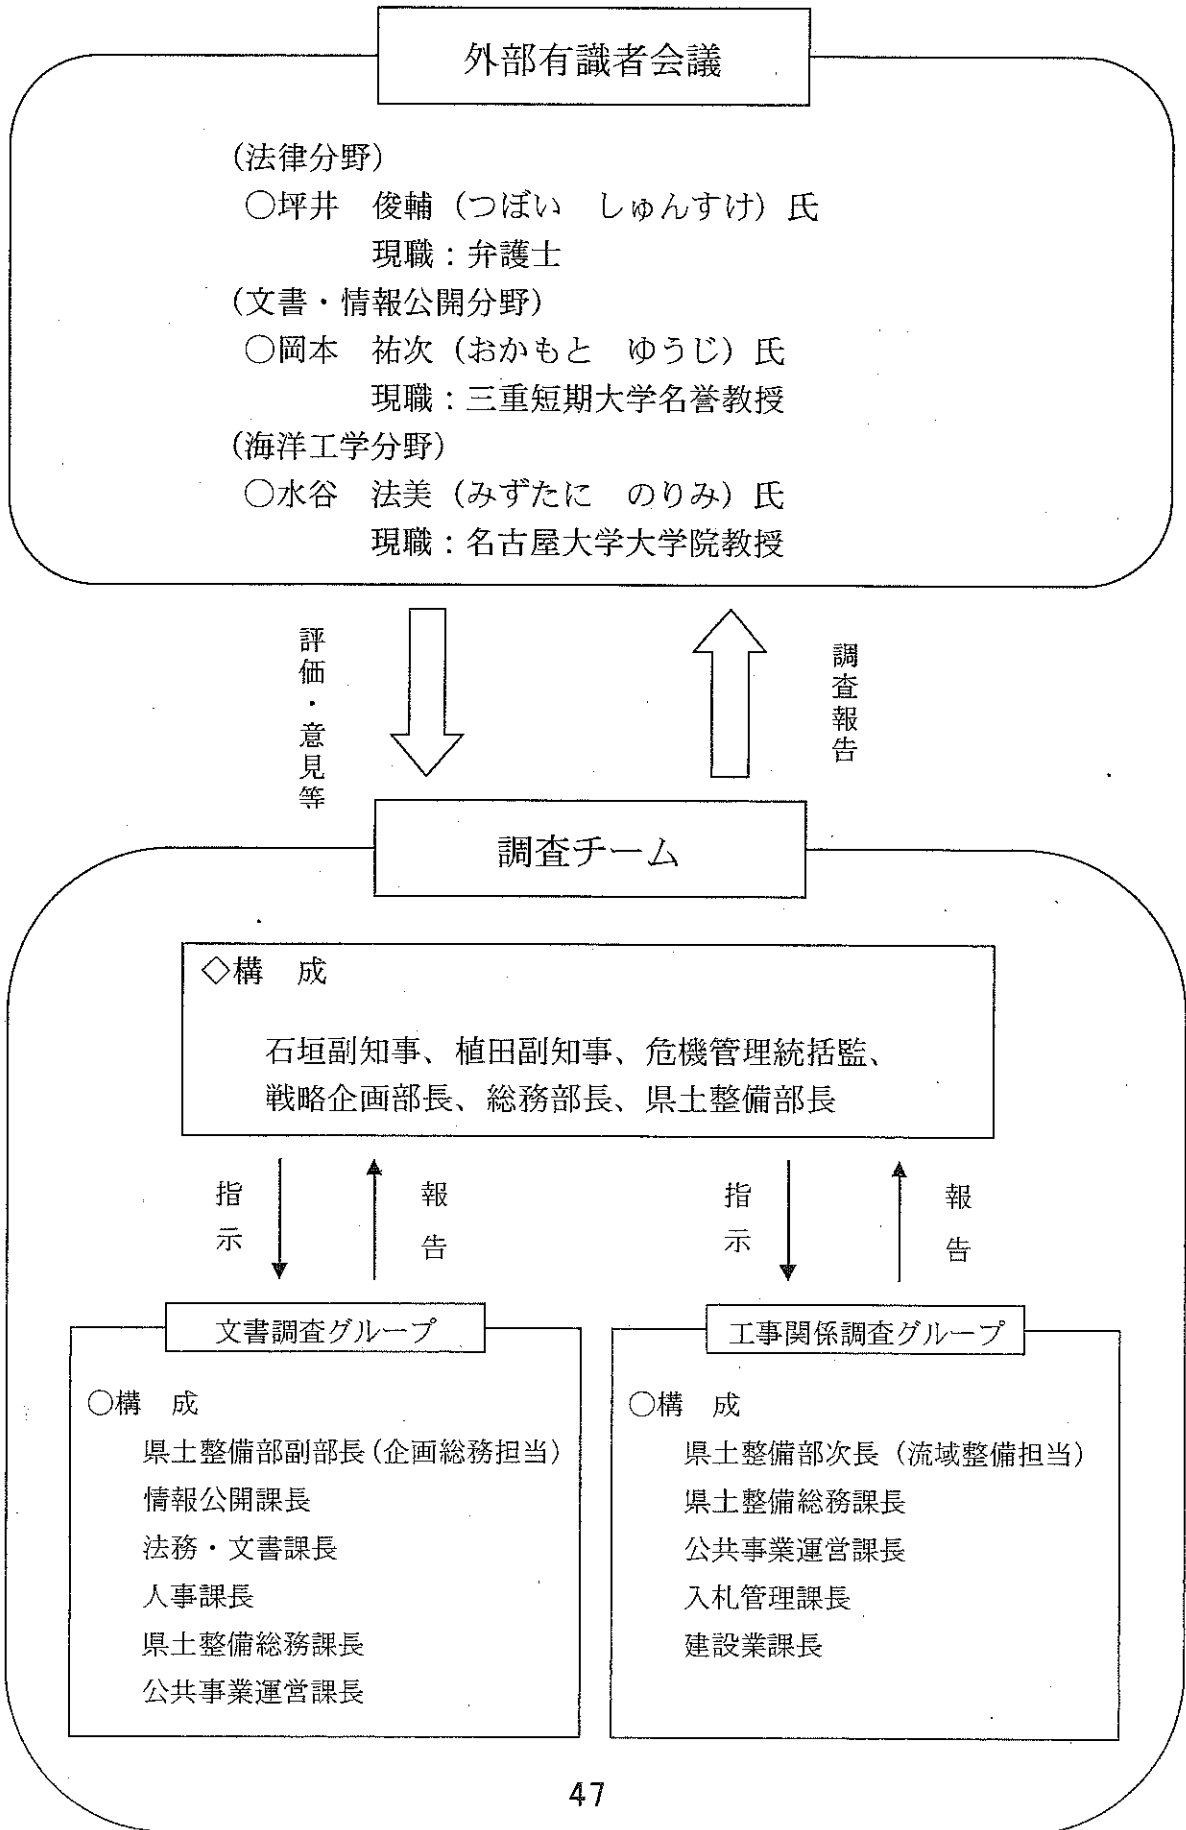 外部有識者会議
(法律分野)
○坪井　俊輔（つぼい　しゅんすけ）氏
現職：弁護士
(文書・情報公開分野)
○岡本　祐次（おかもと　ゆうじ）氏
現職：三重短期大学名誉教授
(海洋工学分野)
○水谷　法美（みずたに　のりみ）氏
現職：名古屋大学大学院教授
評価・意見等
調査報告
調査チーム
◇構　成
石垣副知事、植田副知事、危機管理統括監、
戦略企画部長、総務部長、県土整備部長
指示
報告
指示
報告
文書調査グループ
○構　成
県土整備部副部長(企画総務担当)
情報公開課長
法務・文書課長
人事課長
県土整備総務課長
公共事業運営課長
工事関係調査グループ
○構　成
県土整備部次長（流域整備担当）
県土整備総務課長
公共事業運営課長
入札管理課長
建設業課長
47